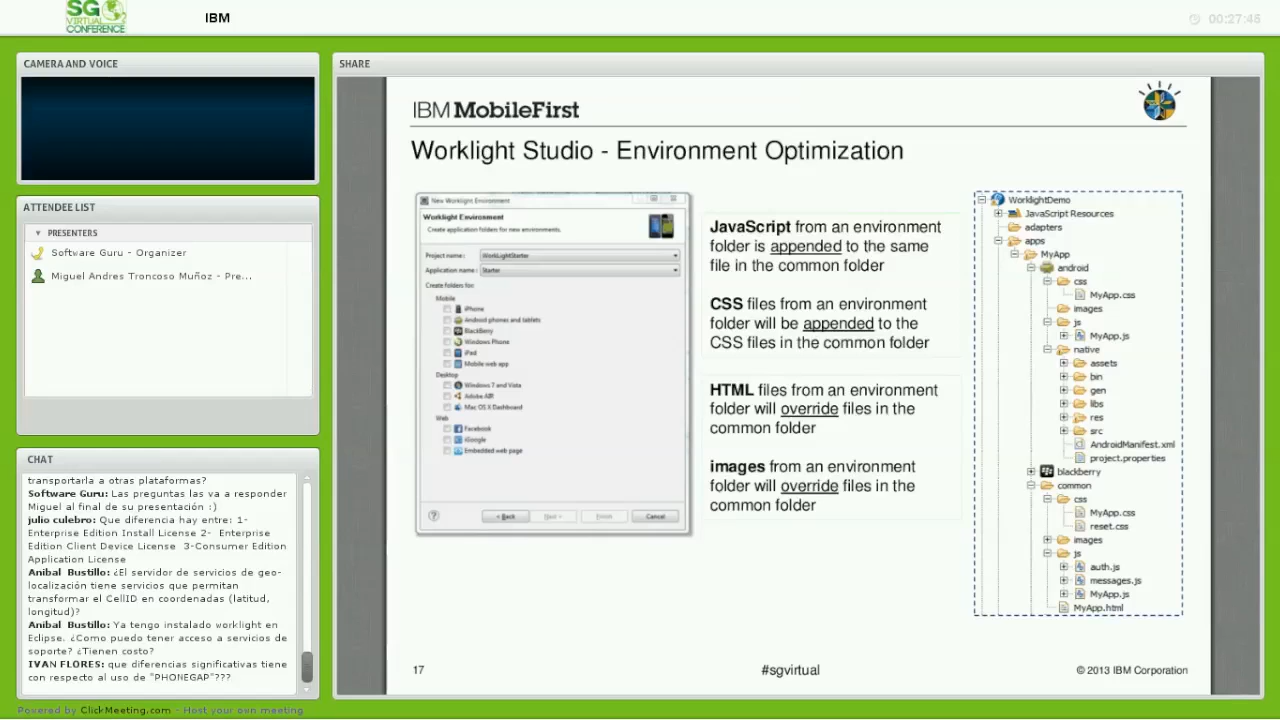 SG
VIRTUAL
CONFERENCE
IBM
00:27:45
CAMERA AND VOICE
ATTENDEE LIST
PRESENTERS
Software Guru - Organizer
Miguel Andres Troncoso Muñoz - Pre...
CHAT
transportarla a otras plataformas?
Software Guru: Las preguntas las va a responder
Miguel al final de su presentación :)
julio culebro: Que diferencia hay entre: 1-
Enterprise Edition Install License 2- Enterprise
Edition Client Device License 3-Consumer Edition
Application License
Anibal Bustillo: ¿El servidor de servicios de geo-
localización tiene servicios que permitan
transformar el CellID en coordenadas (latitud,
longitud)?
Anibal Bustillo: Ya tengo instalado worklight en
Eclipse. ¿Como puedo tener acceso a servicios de
soporte? ¿Tienen costo?
IVAN FLORES: que diferencias significativas tiene
con respecto al uso de "PHONEGAP"???
Powered by ClickMeeting.com - Host your own meeting
SHARE
IBM MobileFirst
Worklight Studio - Environment Optimization
New Worklight Environment
Worklight Environment
Create application folders for new environments.
Project name: WorkLightStarter
Application name: Starter
Create folders for:
Mobile
iPhone
Android phones and tablets
BlackBerry
Windows Phone
iPad
Mobile web app
Desktop
Windows 7 and Vista
Adobe AIR
Mac OS X Dashboard
Web
Facebook
iGoogle
Embedded web page
< Back
Next >
Finish
Cancel
JavaScript from an environment
folder is appended to the same
file in the common folder
CSS files from an environment
folder will be appended to the
CSS files in the common folder
HTML files from an environment
folder will override files in the
common folder
images from an environment
folder will override files in the
common folder
WorklightDemo
JavaScript Resources
adapters
apps
MyApp
android
css
MyApp.css
images
js
MyApp.js
native
assets
bin
gen
libs
res
src
AndroidManifest.xml
project.properties
blackberry
common
css
MyApp.css
reset.css
images
js
auth.js
messages.js
MyApp.js
MyApp.html
17
#sgvirtual
© 2013 IBM Corporation